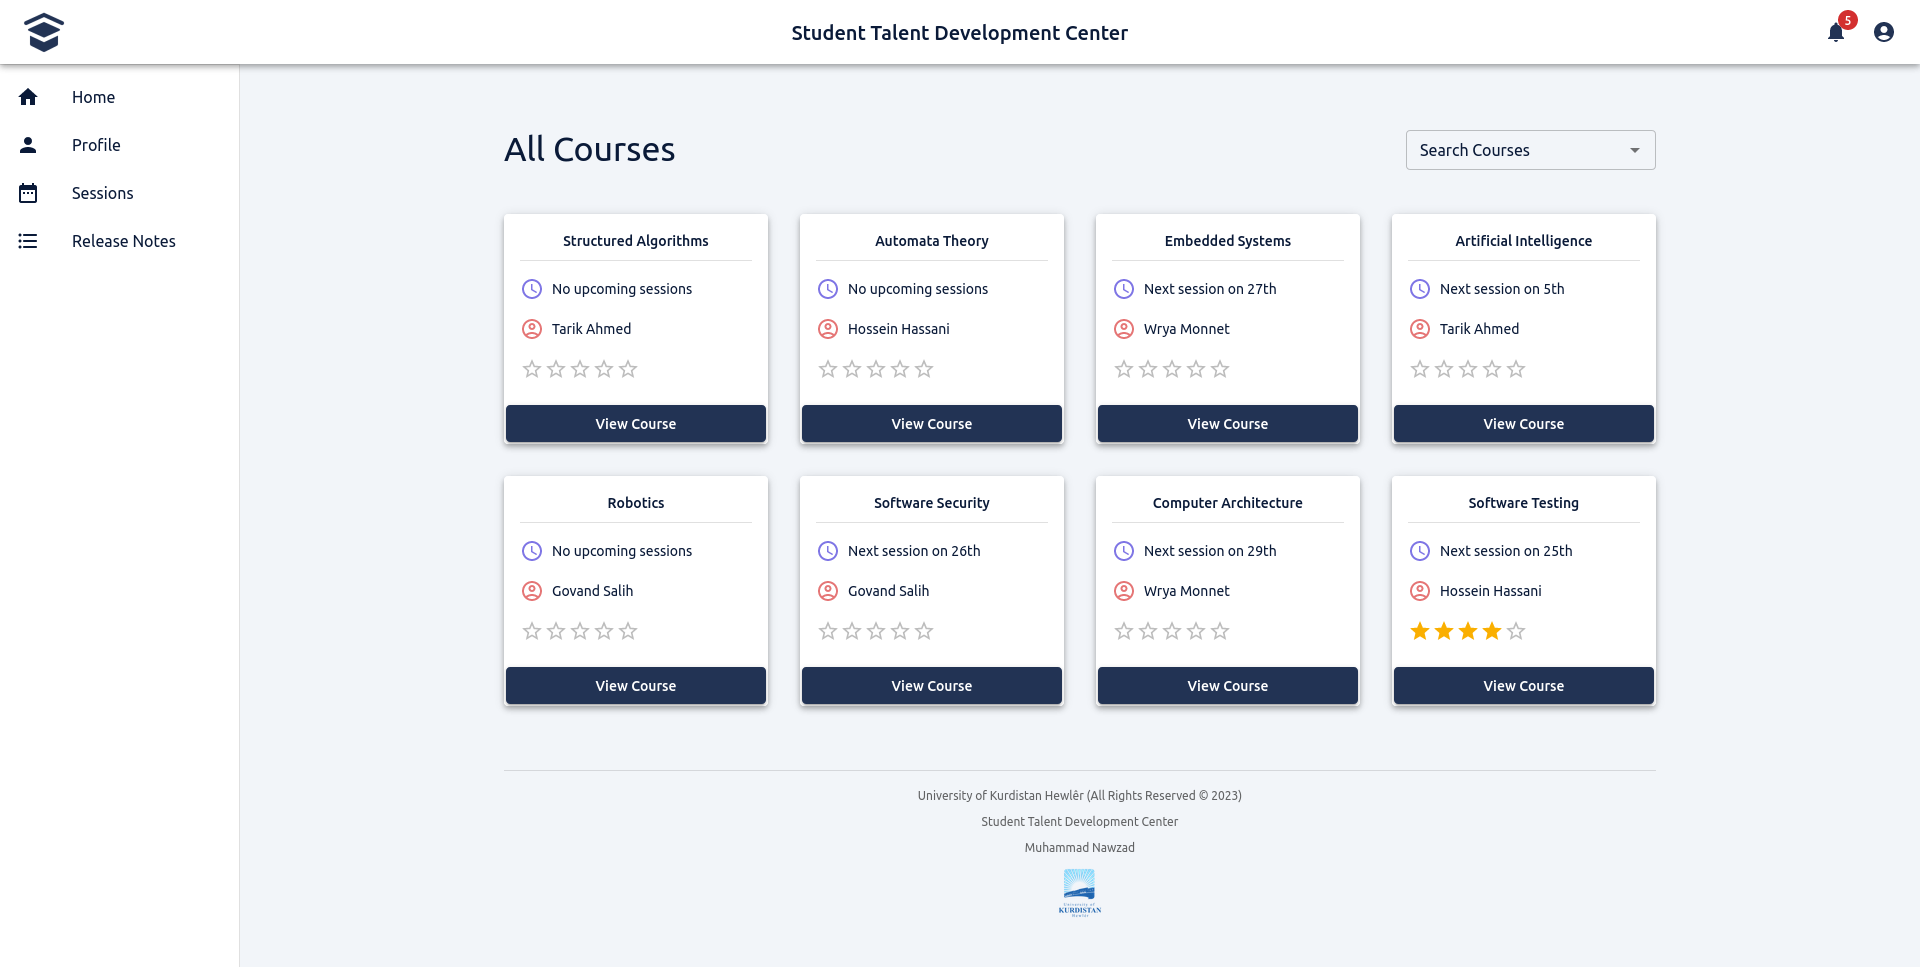 Student Talent Development Center
5
Home
Profile
Sessions
Release Notes
All Courses
Search Courses
Structured Algorithms
No upcoming sessions
Tarik Ahmed
View Course
Automata Theory
No upcoming sessions
Hossein Hassani
View Course
Embedded Systems
Next session on 27th
Wrya Monnet
View Course
Artificial Intelligence
Next session on 5th
Tarik Ahmed
View Course
Robotics
No upcoming sessions
Govand Salih
View Course
Software Security
Next session on 26th
Govand Salih
View Course
Computer Architecture
Next session on 29th
Wrya Monnet
View Course
Software Testing
Next session on 25th
Hossein Hassani
View Course
University of Kurdistan Hewlêr (All Rights Reserved © 2023)
Student Talent Development Center
Muhammad Nawzad
University of
KURDISTAN
Hewlêr